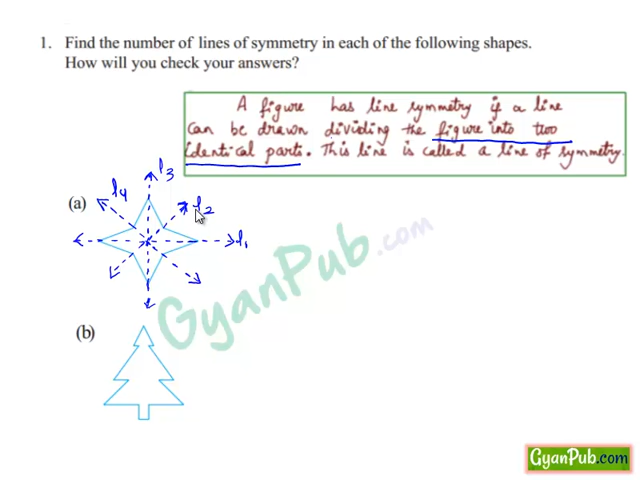 1. Find the number of lines of symmetry in each of the following shapes.
How will you check your answers?
A figure has line symmetry if a line
can be drawn dividing the figure into two
identical parts. This line is called a line of symmetry.
l3
l4
(a)
l2
l1
GyanPub.com
(b)
GyanPub.com